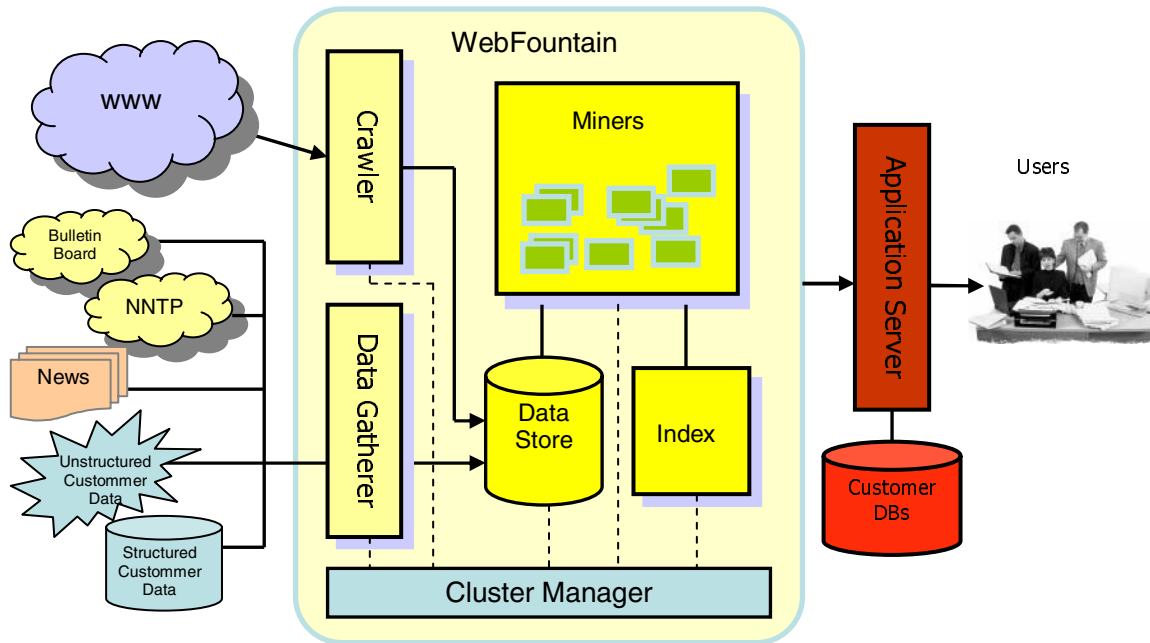 WebFountain
WWW
Crawler
Miners
Application Server
Users
Bulletin
Board
NNTP
News
Data Gatherer
Data
Store
Index
Unstructured
Custommer
Data
Customer
DBs
Structured
Custommer
Data
Cluster Manager